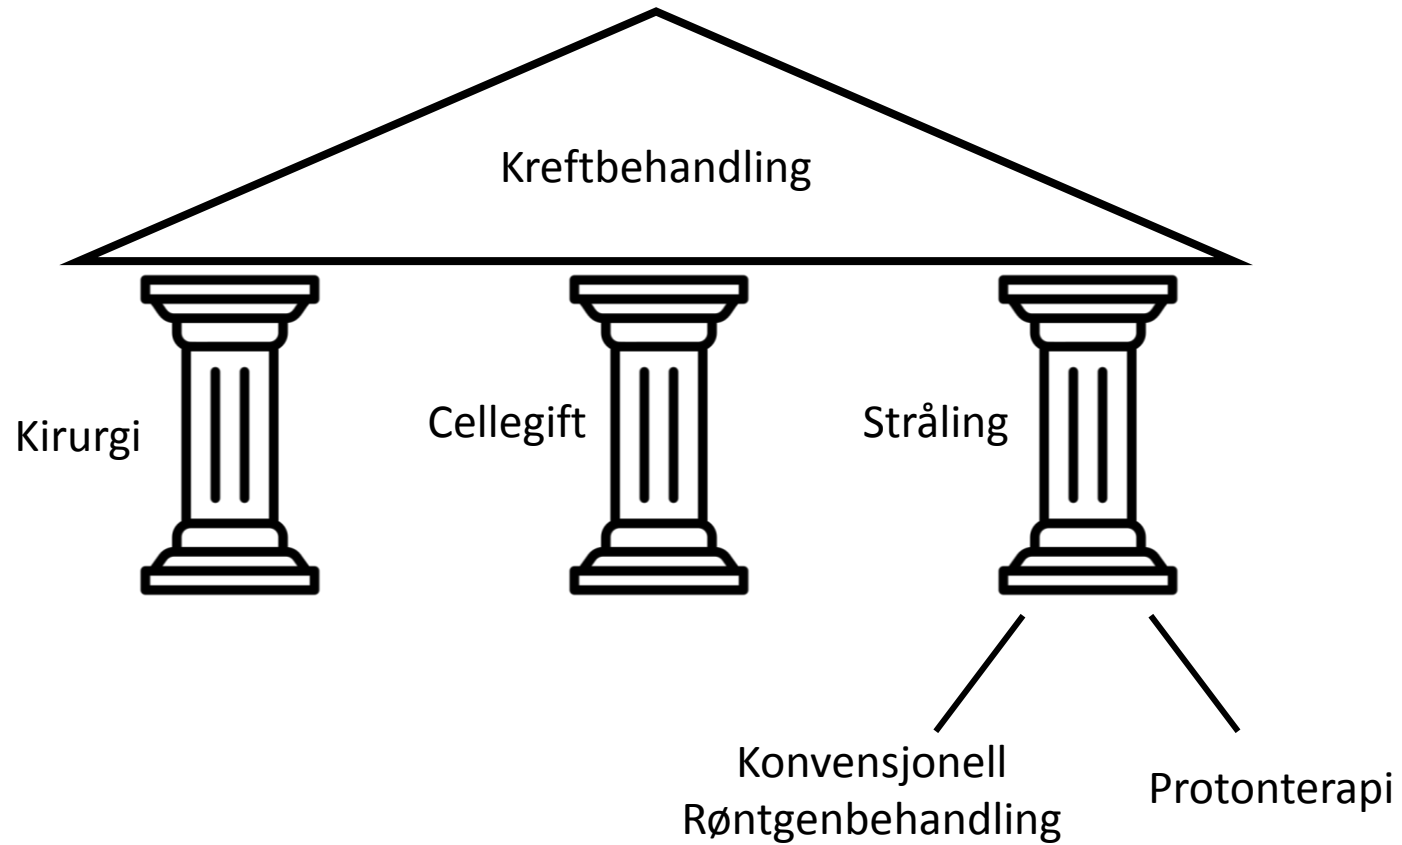 Kreftbehandling
Kirurgi
Cellegift
Stråling
Konvensjonell
Røntgenbehandling
Protonterapi